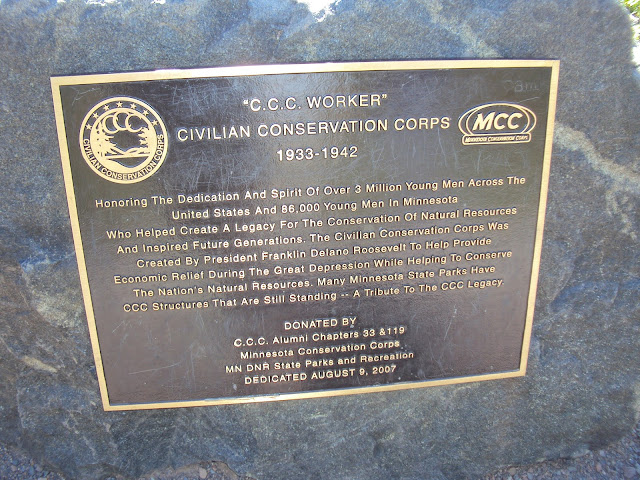 "C.C.C. WORKER"
CIVILIAN CONSERVATION CORPS
1933-1942
CCC
CIVILIAN CONSERVATION CORPS
MCC
MINNESOTA CONSERVATION CORPS
Honoring The Dedication And Spirit Of Over 3 Million Young Men Across The
United States And 86,000 Young Men In Minnesota
Who Helped Create A Legacy For The Conservation Of Natural Resources
And Inspired Future Generations. The Civilian Conservation Corps Was
Created By President Franklin Delano Roosevelt To Help Provide
Economic Relief During The Great Depression While Helping To Conserve
The Nation's Natural Resources. Many Minnesota State Parks Have
CCC Structures That Are Still Standing -- A Tribute To The CCC Legacy.
DONATED BY
C.C.C. Alumni Chapters 33 &119
Minnesota Conservation Corps
MN DNR State Parks and Recreation
DEDICATED AUGUST 9, 2007